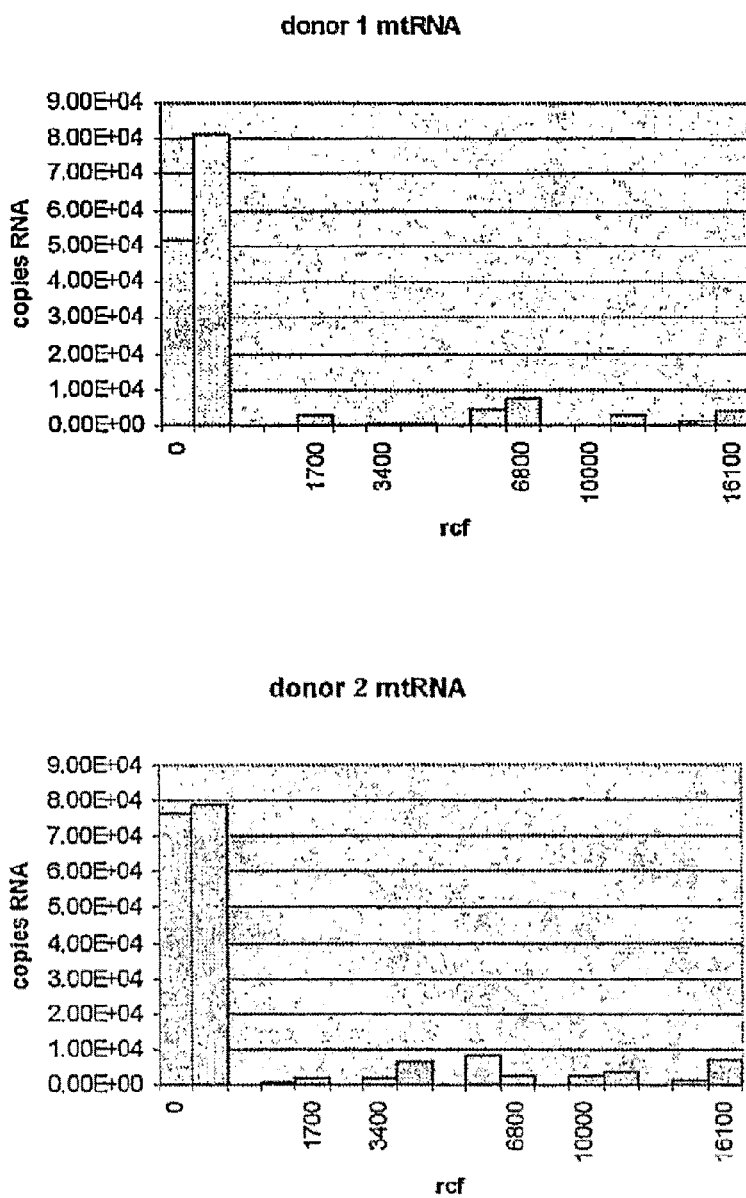 donor 1 mtRNA
9.00E+04
8.00E+04
7.00E+04
6.00E+04
5.00E+04
4.00E+04
3.00E+04
2.00E+04
1.00E+04
0.00E+00
copies RNA
0 1700 3400 6800 10000 16100
rcf
donor 2 mtRNA
9.00E+04
8.00E+04
7.00E+04
6.00E+04
5.00E+04
4.00E+04
3.00E+04
2.00E+04
1.00E+04
0.00E+00
copies RNA
0 1700 3400 6800 10000 16100
rcf